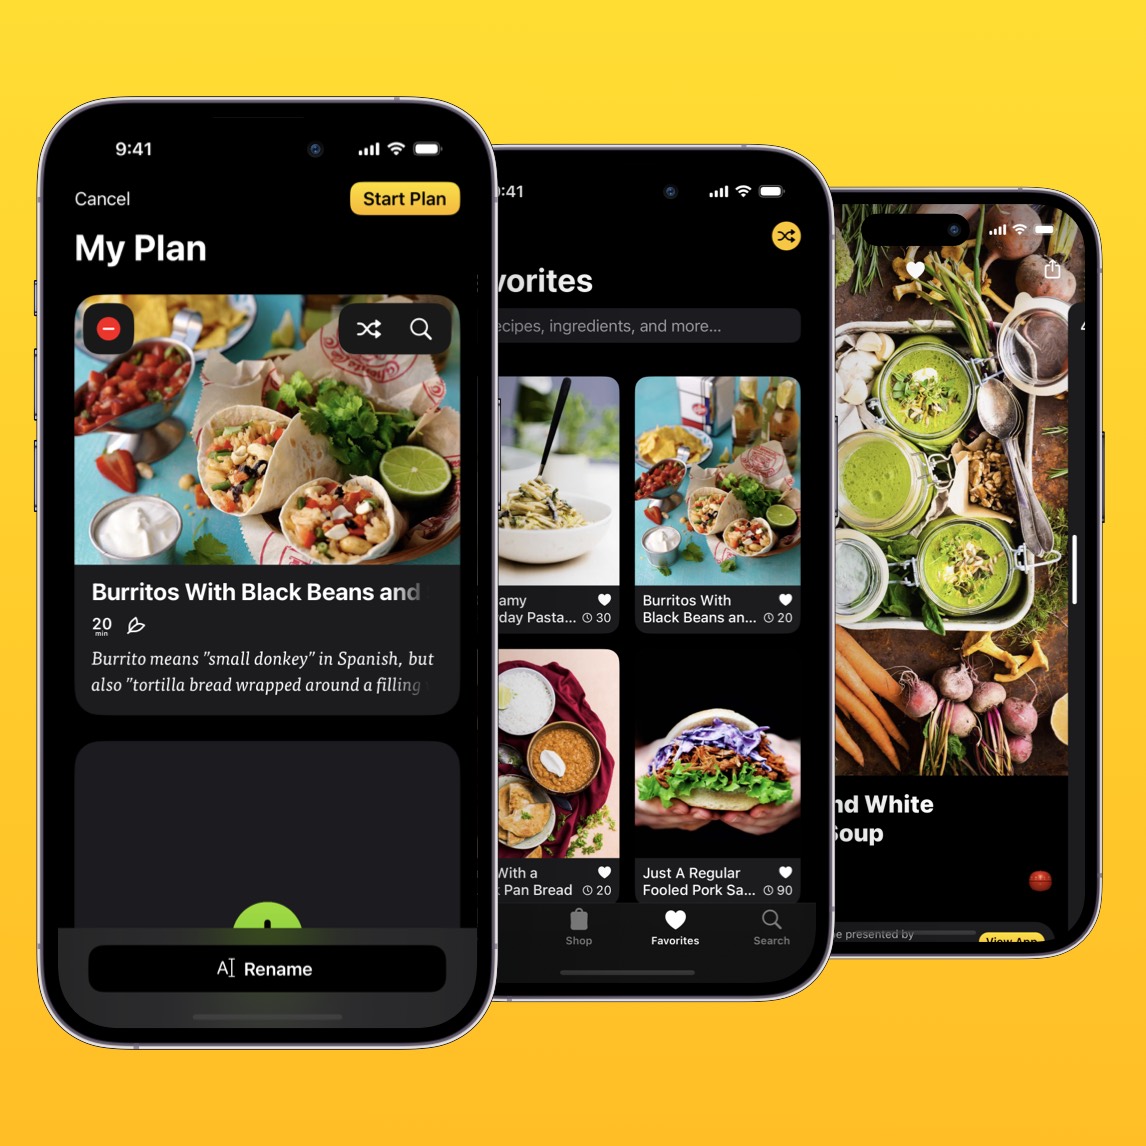 9:41
Cancel
Start Plan
My Plan
Burritos With Black Beans and
20
min
Burrito means "small donkey" in Spanish, but
also "tortilla bread wrapped around a filling
Rename
:41
vorites
ecipes, ingredients, and more...
amy
day Pasta... 30
Burritos With
Black Beans an... 20
With a
Pan Bread 20
Just A Regular
Fooled Pork Sa... 90
Shop
Favorites
Search
nd White
Soup
be presented by
View App